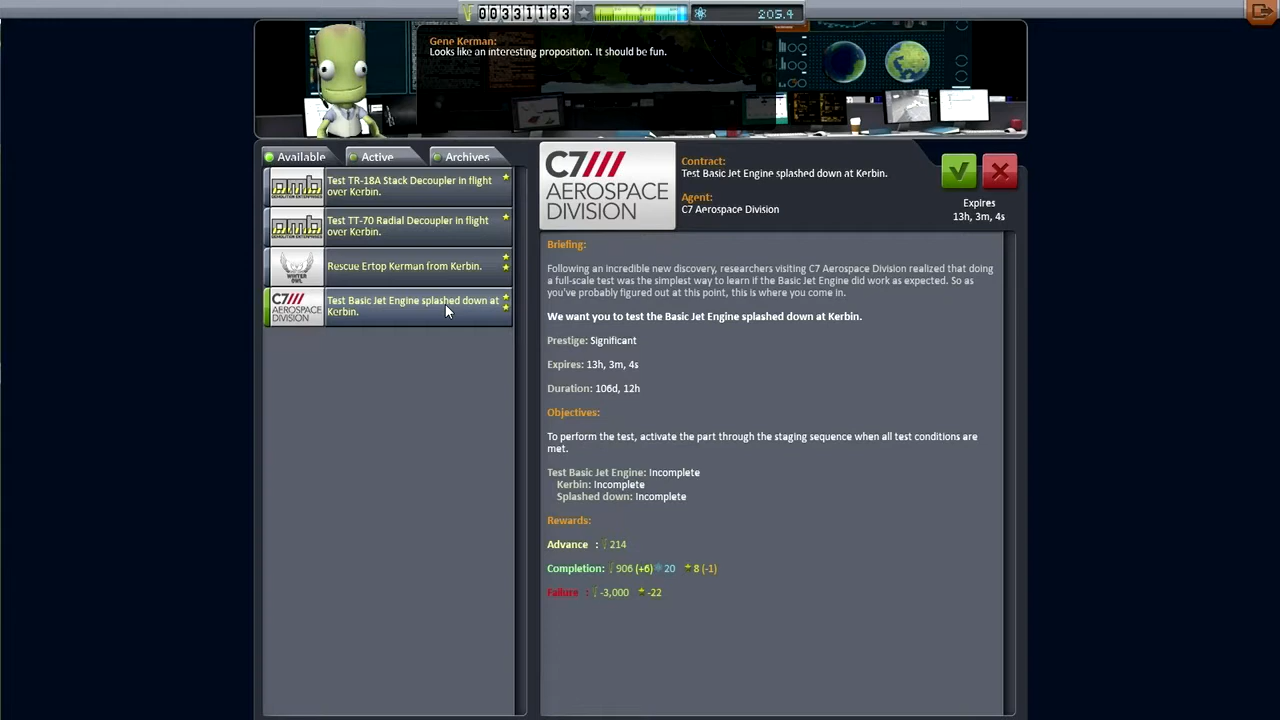 00331183
205.4
Gene Kerman:
Looks like an interesting proposition. It should be fun.
Available
Active
Archives
Test TR-18A Stack Decoupler in flight
over Kerbin.
Test TT-70 Radial Decoupler in flight
over Kerbin.
WINTER
OWL
Rescue Ertop Kerman from Kerbin.
C7
AEROSPACE
DIVISION
Test Basic Jet Engine splashed down at
Kerbin.
C7
AEROSPACE
DIVISION
Contract:
Test Basic Jet Engine splashed down at Kerbin.
Agent:
C7 Aerospace Division
Expires
13h, 3m, 4s
Briefing:
Following an incredible new discovery, researchers visiting C7 Aerospace Division realized that doing
a full-scale test was the simplest way to learn if the Basic Jet Engine did work as expected. So as
you've probably figured out at this point, this is where you come in.
We want you to test the Basic Jet Engine splashed down at Kerbin.
Prestige: Significant
Expires: 13h, 3m, 4s
Duration: 106d, 12h
Objectives:
To perform the test, activate the part through the staging sequence when all test conditions are
met.
Test Basic Jet Engine: Incomplete
Kerbin: Incomplete
Splashed down: Incomplete
Rewards:
Advance : 214
Completion: 906 (+6) 20 8 (-1)
Failure : -3,000 -22